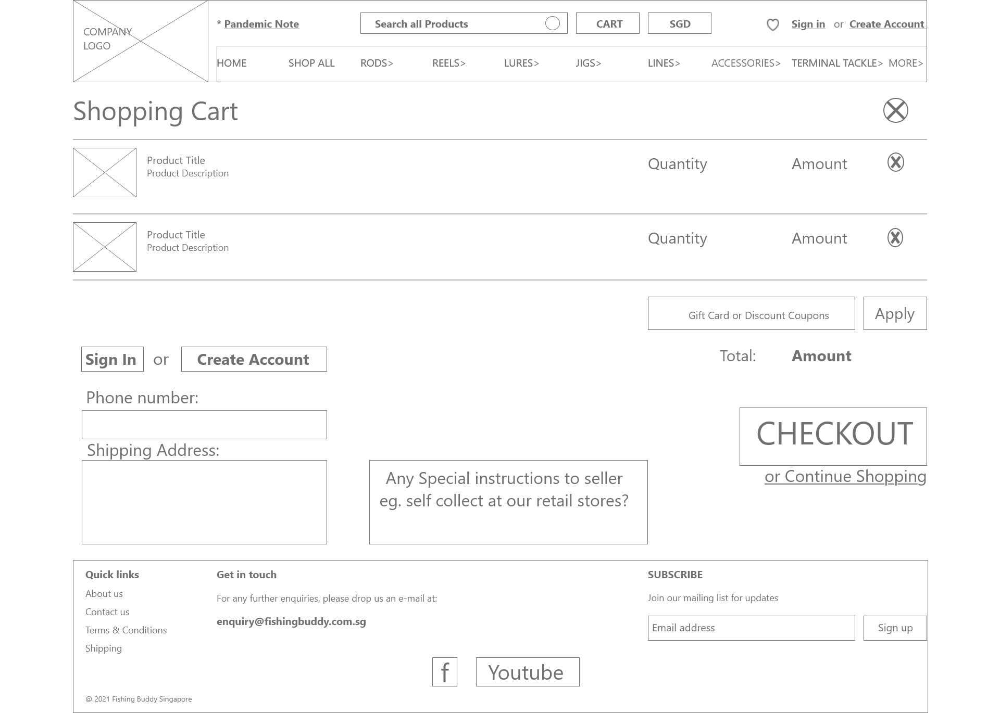 COMPANY
LOGO
* Pandemic Note
Search all Products
CART
SGD
Sign in or Create Account
HOME
SHOP ALL
RODS>
REELS>
LURES>
JIGS>
LINES>
ACCESSORIES>
TERMINAL TACKLE>
MORE>
Shopping Cart
Product Title
Product Description
Quantity
Amount
X
Product Title
Product Description
Quantity
Amount
X
Gift Card or Discount Coupons
Apply
Sign In or Create Account
Total: Amount
Phone number:
CHECKOUT
Shipping Address:
Any Special instructions to seller
eg. self collect at our retail stores?
or Continue Shopping
Quick links
About us
Contact us
Terms & Conditions
Shipping
Get in touch
For any further enquiries, please drop us an e-mail at:
enquiry@fishingbuddy.com.sg
SUBSCRIBE
Join our mailing list for updates
Email address
Sign up
f
Youtube
@ 2021 Fishing Buddy Singapore